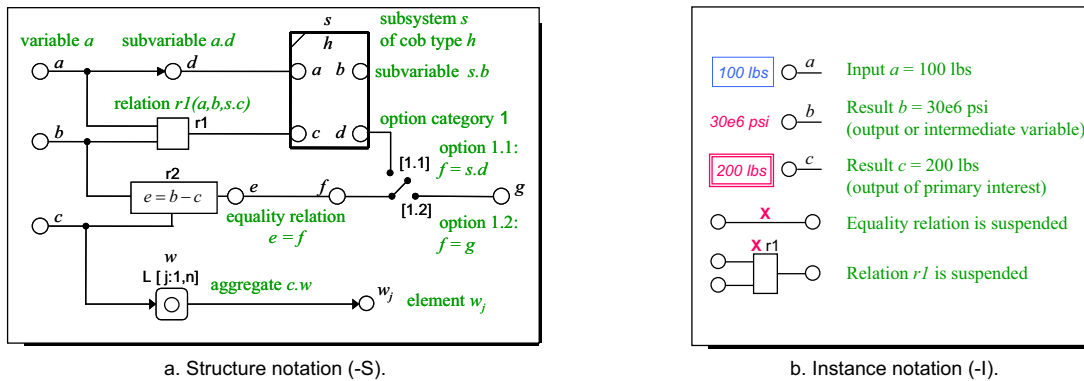 s
subsystem s
of cob type h
variable a
subvariable a.d
h
a
d
a
b
subvariable s.b
relation r1(a,b,s.c)
r1
c
d
option category 1
b
[1.1]
option 1.1:
f = s.d
r2
e = b – c
e
f
g
[1.2]
c
equality relation
e = f
option 1.2:
f = g
w
L [ j:1,n]
aggregate c.w
wj
element wj
a. Structure notation (-S).
100 lbs
a
Input a = 100 lbs
30e6 psi
b
Result b = 30e6 psi
(output or intermediate variable)
200 lbs
c
Result c = 200 lbs
(output of primary interest)
X
Equality relation is suspended
X r1
Relation r1 is suspended
b. Instance notation (-I).